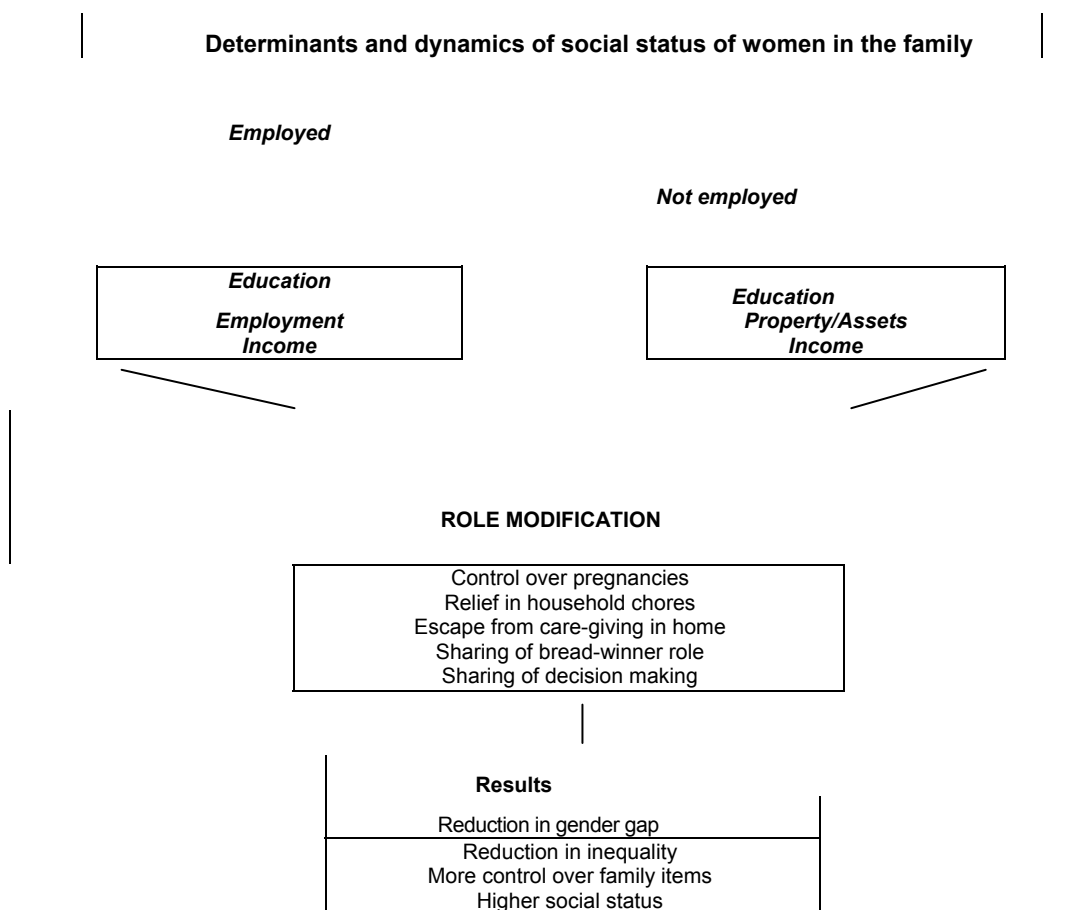 Determinants and dynamics of social status of women in the family
Employed
Not employed
Education
Employment
Income
Education
Property/Assets
Income
ROLE MODIFICATION
Control over pregnancies
Relief in household chores
Escape from care-giving in home
Sharing of bread-winner role
Sharing of decision making
Results
Reduction in gender gap
Reduction in inequality
More control over family items
Higher social status